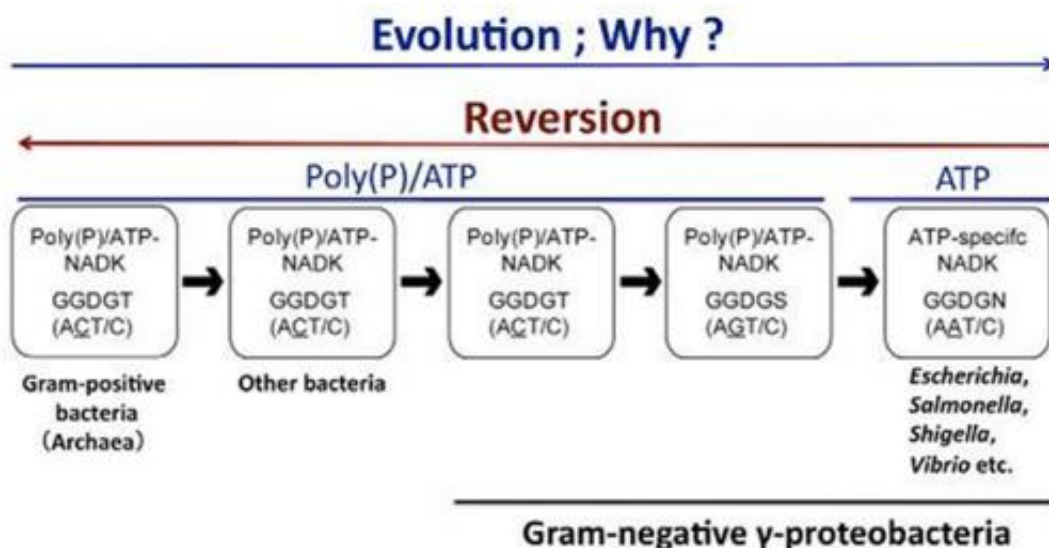 Evolution ; Why ?
Reversion
Poly(P)/ATP
ATP
Poly(P)/ATP-
NADK
GGDGT
(ACT/C)
Poly(P)/ATP-
NADK
GGDGT
(ACT/C)
Poly(P)/ATP-
NADK
GGDGT
(ACT/C)
Poly(P)/ATP-
NADK
GGDGS
(AGT/C)
ATP-specifc
NADK
GGDGN
(AAT/C)
Gram-positive
bacteria
(Archaea)
Other bacteria
Escherichia,
Salmonella,
Shigella,
Vibrio etc.
Gram-negative γ-proteobacteria